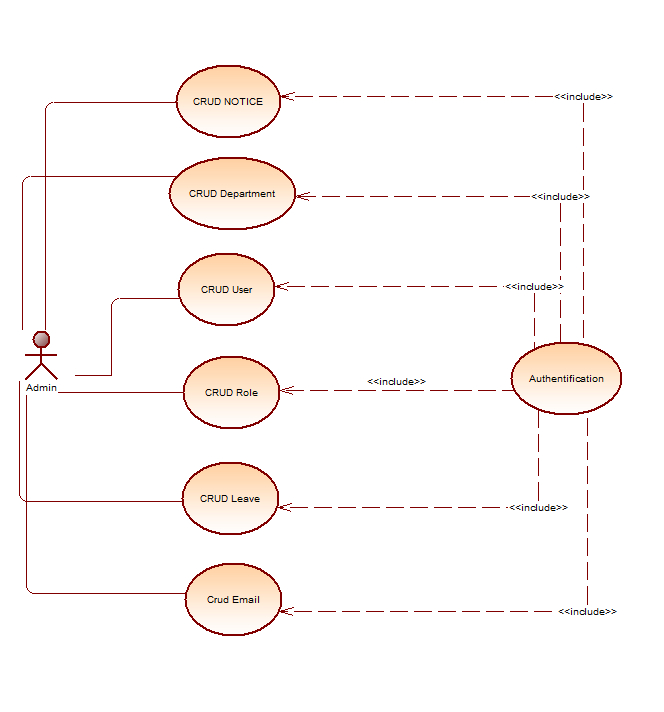 CRUD NOTICE
<<include>>
CRUD Department
<<include>>
CRUD User
<<include>>
Admin
CRUD Role
<<include>>
Authentification
CRUD Leave
<<include>>
Crud Email
<<include>>